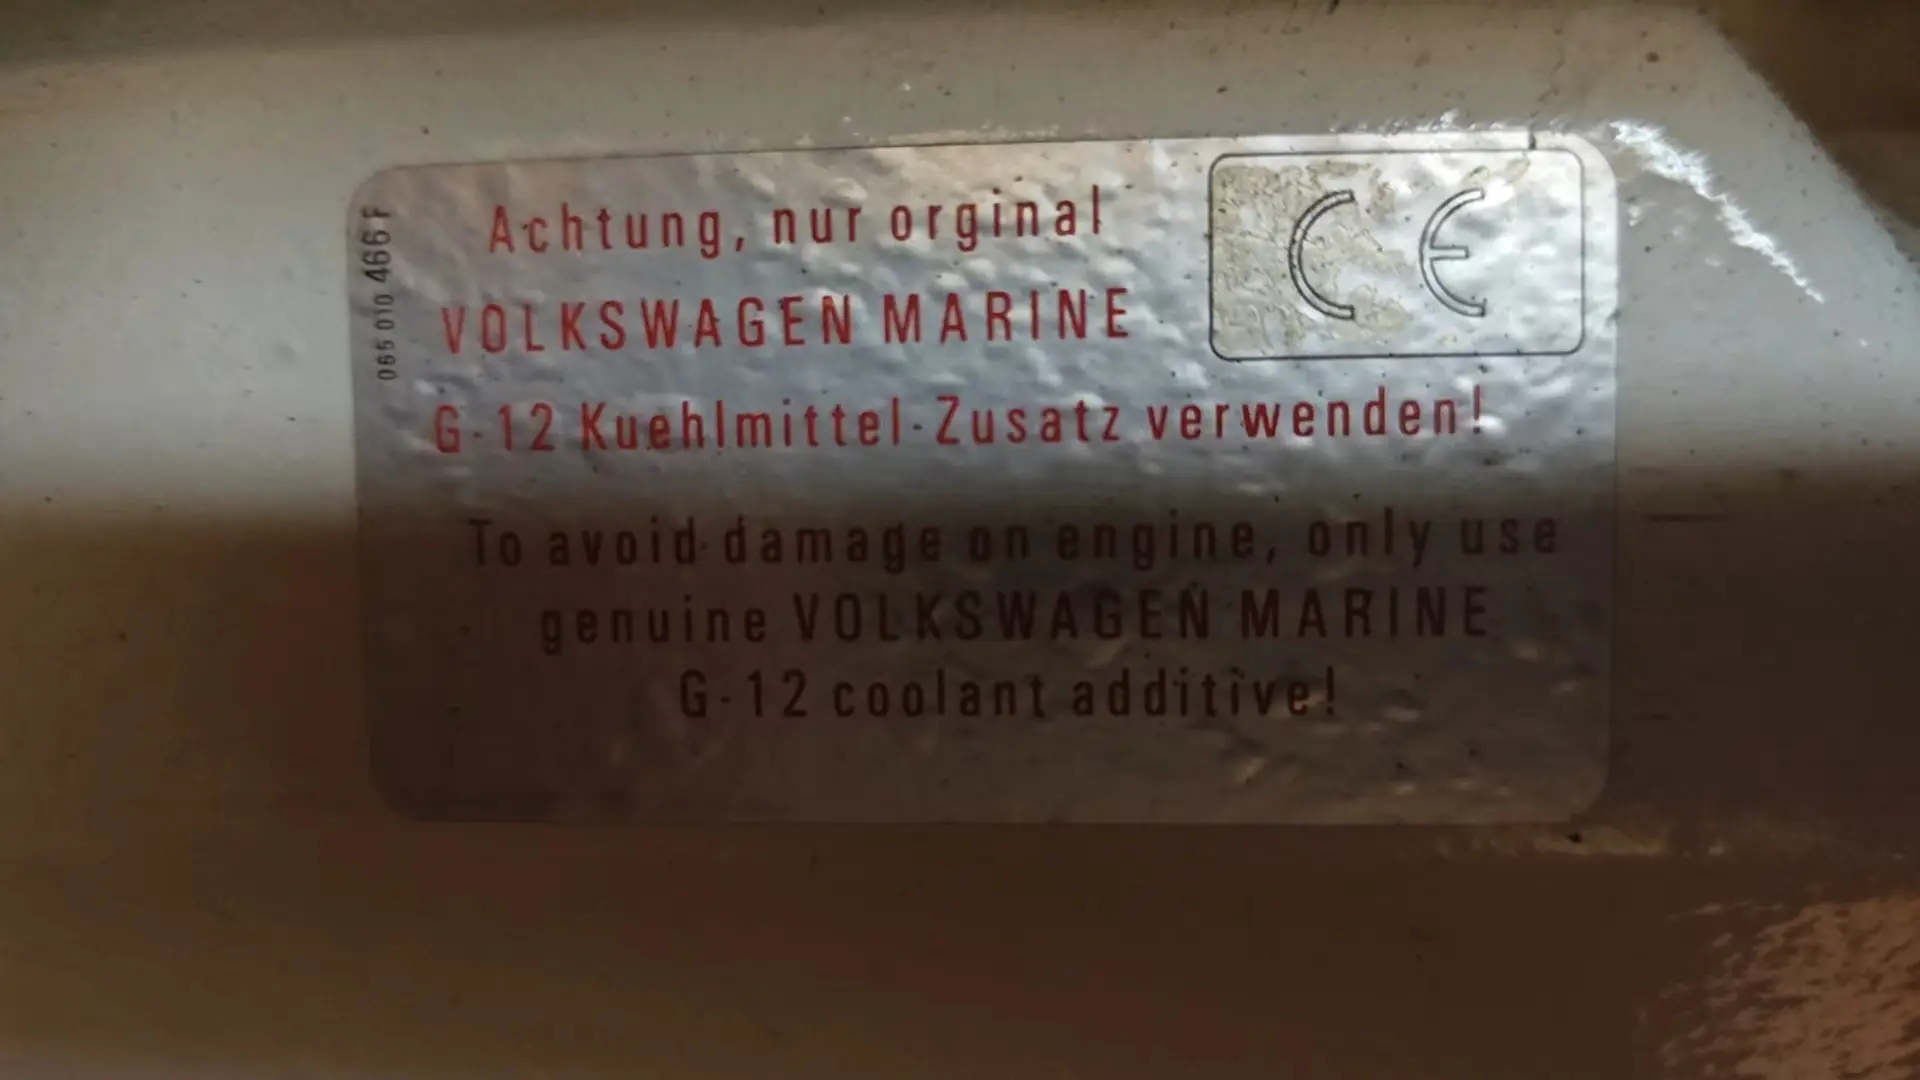 065 010 466 F
Achtung, nur orginal
VOLKSWAGEN MARINE
CE
G-12 Kuehlmittel-Zusatz verwenden!
To avoid damage on engine, only use
genuine VOLKSWAGEN MARINE
G-12 coolant additive!